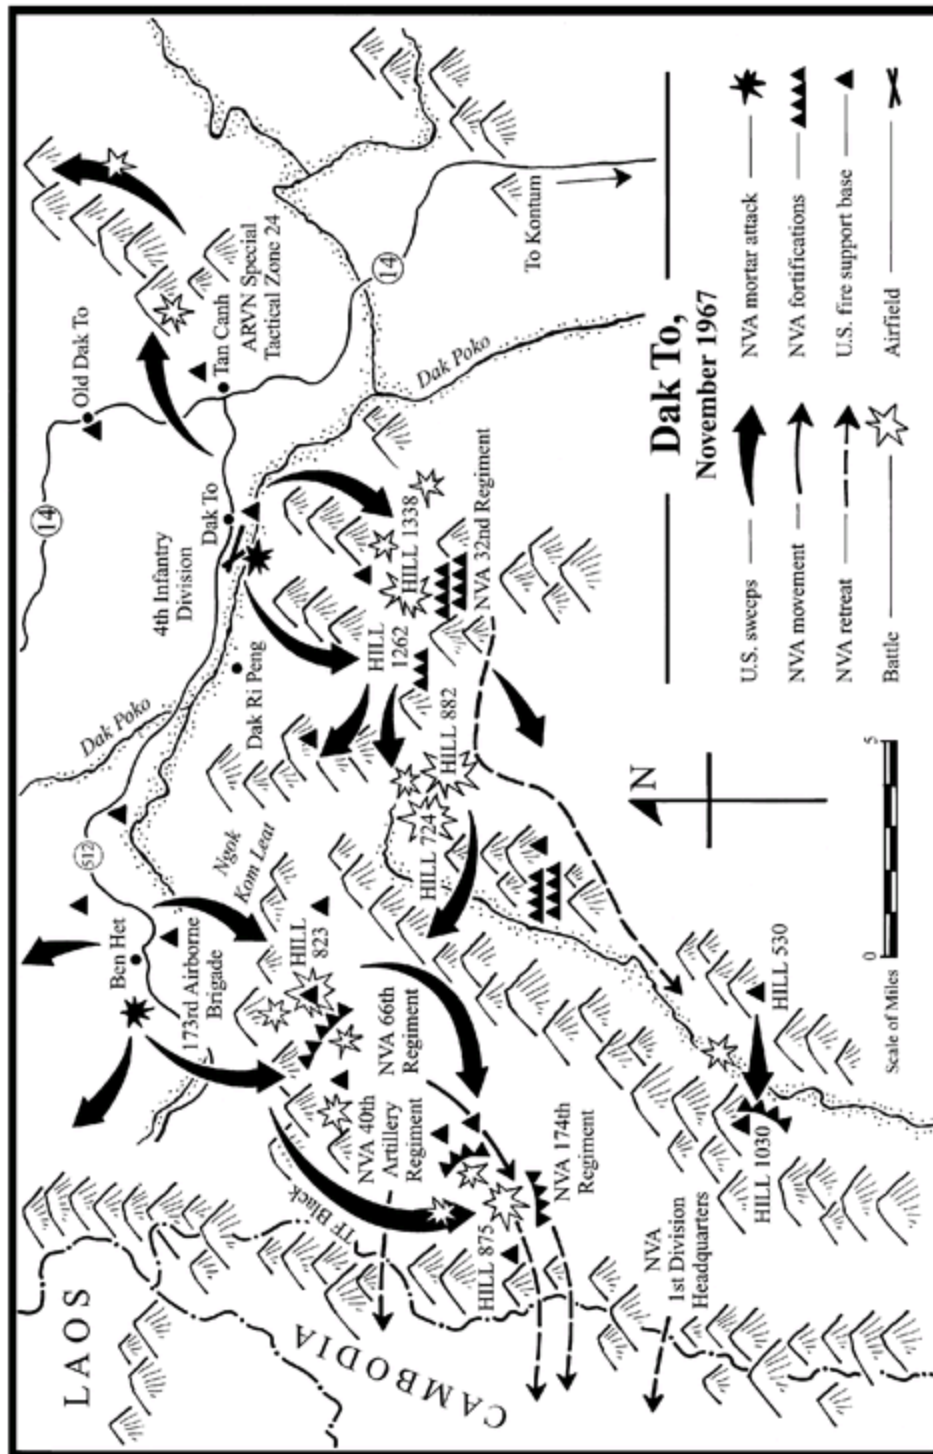 LAOS
CAMBODIA
Ben Het
512
173rd Airborne
Brigade
Dak Poko
4th Infantry
Division
Dak To
Dak Ri Peng
14
Old Dak To
Tan Canh
ARVN Special
Tactical Zone 24
14
Dak Poko
To Kontum
Ngok
Kom Leat
HILL
823
NVA 66th
Regiment
NVA 40th
Artillery
Regiment
TF Black
HILL 875
NVA 174th
Regiment
NVA
1st Division
Headquarters
HILL 1030
HILL 530
HILL 724
HILL 882
HILL
1262
HILL 1338
NVA 32nd Regiment
N
0
5
Scale of Miles
Dak To,
November 1967
U.S. sweeps
NVA movement
NVA retreat
Battle
NVA mortar attack
NVA fortifications
U.S. fire support base
Airfield